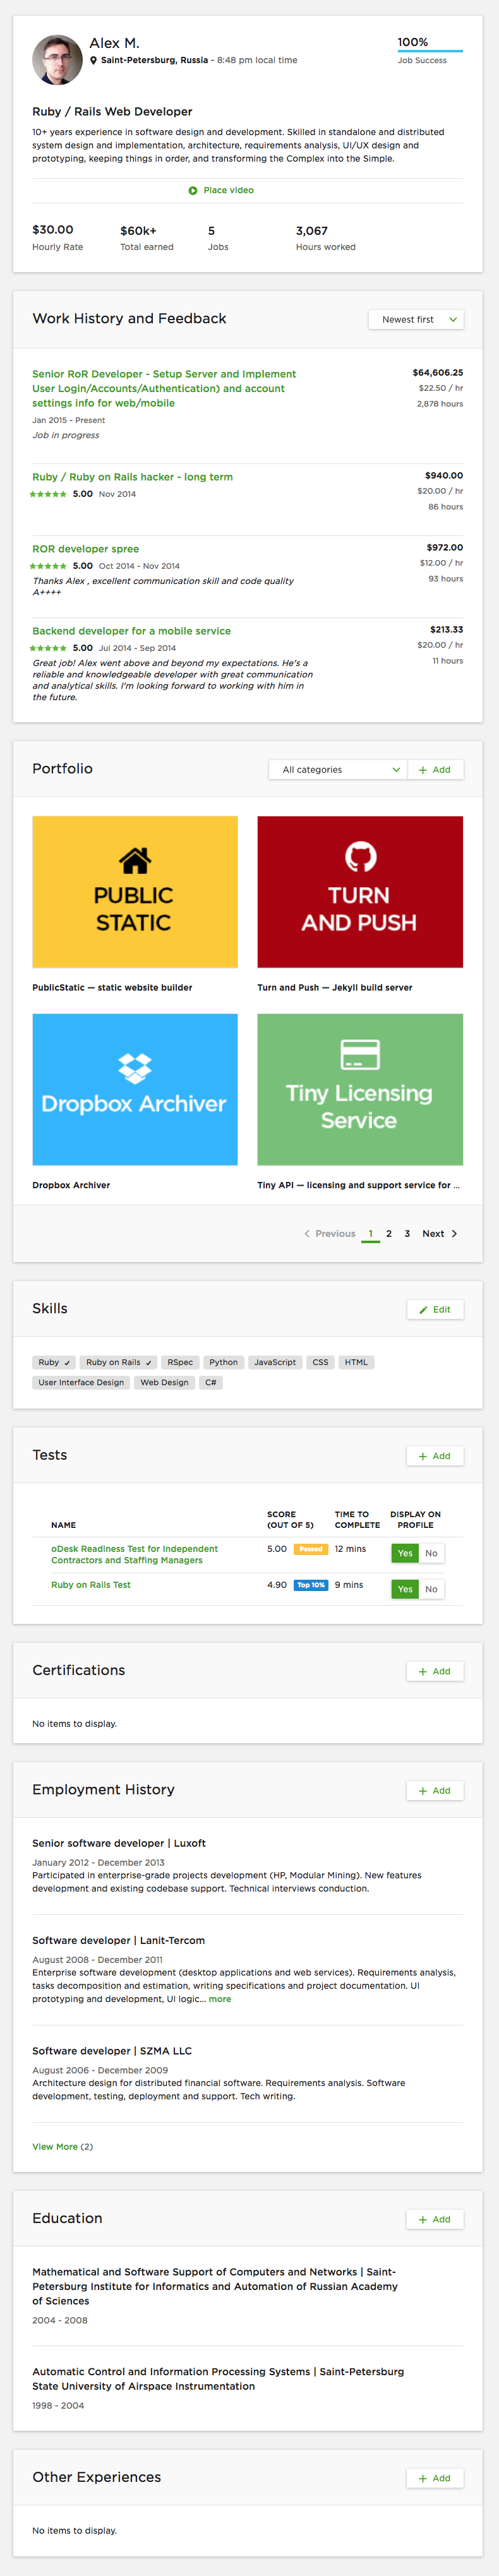 Alex M.
Saint-Petersburg, Russia - 8:48 pm local time
100%
Job Success
Ruby / Rails Web Developer
10+ years experience in software design and development. Skilled in standalone and distributed
system design and implementation, architecture, requirements analysis, UI/UX design and
prototyping, keeping things in order, and transforming the Complex into the Simple.
Place video
$30.00 $60k+ 5 3,067
Hourly Rate Total earned Jobs Hours worked
Work History and Feedback
Newest first
Senior RoR Developer - Setup Server and Implement
User Login/Accounts/Authentication) and account
settings info for web/mobile
Jan 2015 - Present
Job in progress
$64,606.25
$22.50 / hr
2,878 hours
Ruby / Ruby on Rails hacker - long term
5.00 Nov 2014
$940.00
$20.00 / hr
86 hours
ROR developer spree
5.00 Oct 2014 - Nov 2014
Thanks Alex , excellent communication skill and code quality
A++++
$972.00
$12.00 / hr
93 hours
Backend developer for a mobile service
5.00 Jul 2014 - Sep 2014
Great job! Alex went above and beyond my expectations. He's a
reliable and knowledgeable developer with great communication
and analytical skills. I'm looking forward to working with him in
the future.
$213.33
$20.00 / hr
11 hours
Portfolio
All categories
+ Add
PUBLIC
STATIC
PublicStatic — static website builder
TURN
AND PUSH
Turn and Push — Jekyll build server
Dropbox Archiver
Dropbox Archiver
Tiny Licensing
Service
Tiny API — licensing and support service for ...
Previous 1 2 3 Next
Skills
Edit
Ruby ✓ Ruby on Rails ✓ RSpec Python JavaScript CSS HTML
User Interface Design Web Design C#
Tests
+ Add
NAME
SCORE
(OUT OF 5)
TIME TO
COMPLETE
DISPLAY ON
PROFILE
oDesk Readiness Test for Independent
Contractors and Staffing Managers
5.00 Passed 12 mins Yes No
Ruby on Rails Test 4.90 Top 10% 9 mins Yes No
Certifications
+ Add
No items to display.
Employment History
+ Add
Senior software developer | Luxoft
January 2012 - December 2013
Participated in enterprise-grade projects development (HP, Modular Mining). New features
development and existing codebase support. Technical interviews conduction.
Software developer | Lanit-Tercom
August 2008 - December 2011
Enterprise software development (desktop applications and web services). Requirements analysis,
tasks decomposition and estimation, writing specifications and project documentation. UI
prototyping and development, UI logic... more
Software developer | SZMA LLC
August 2006 - December 2009
Architecture design for distributed financial software. Requirements analysis. Software
development, testing, deployment and support. Tech writing.
View More (2)
Education
+ Add
Mathematical and Software Support of Computers and Networks | Saint-
Petersburg Institute for Informatics and Automation of Russian Academy
of Sciences
2004 - 2008
Automatic Control and Information Processing Systems | Saint-Petersburg
State University of Airspace Instrumentation
1998 - 2004
Other Experiences
+ Add
No items to display.